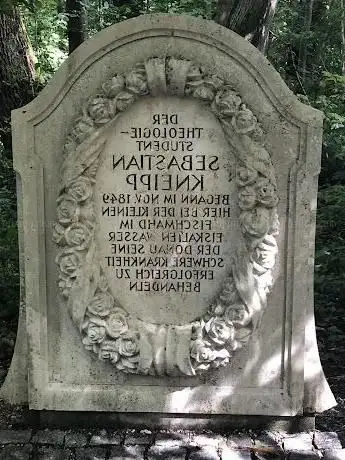 DER
THEOLOGIE-
STUDENT
SEBASTIAN
KNEIPP
BEGANN IM NOV. 1849
HIER BEI DER KLEINEN
FISCHMAHD IM
EISKALTEN WASSER
DER DONAU SEINE
SCHWERE KRANKHEIT
ERFOLGREICH ZU
BEHANDELN